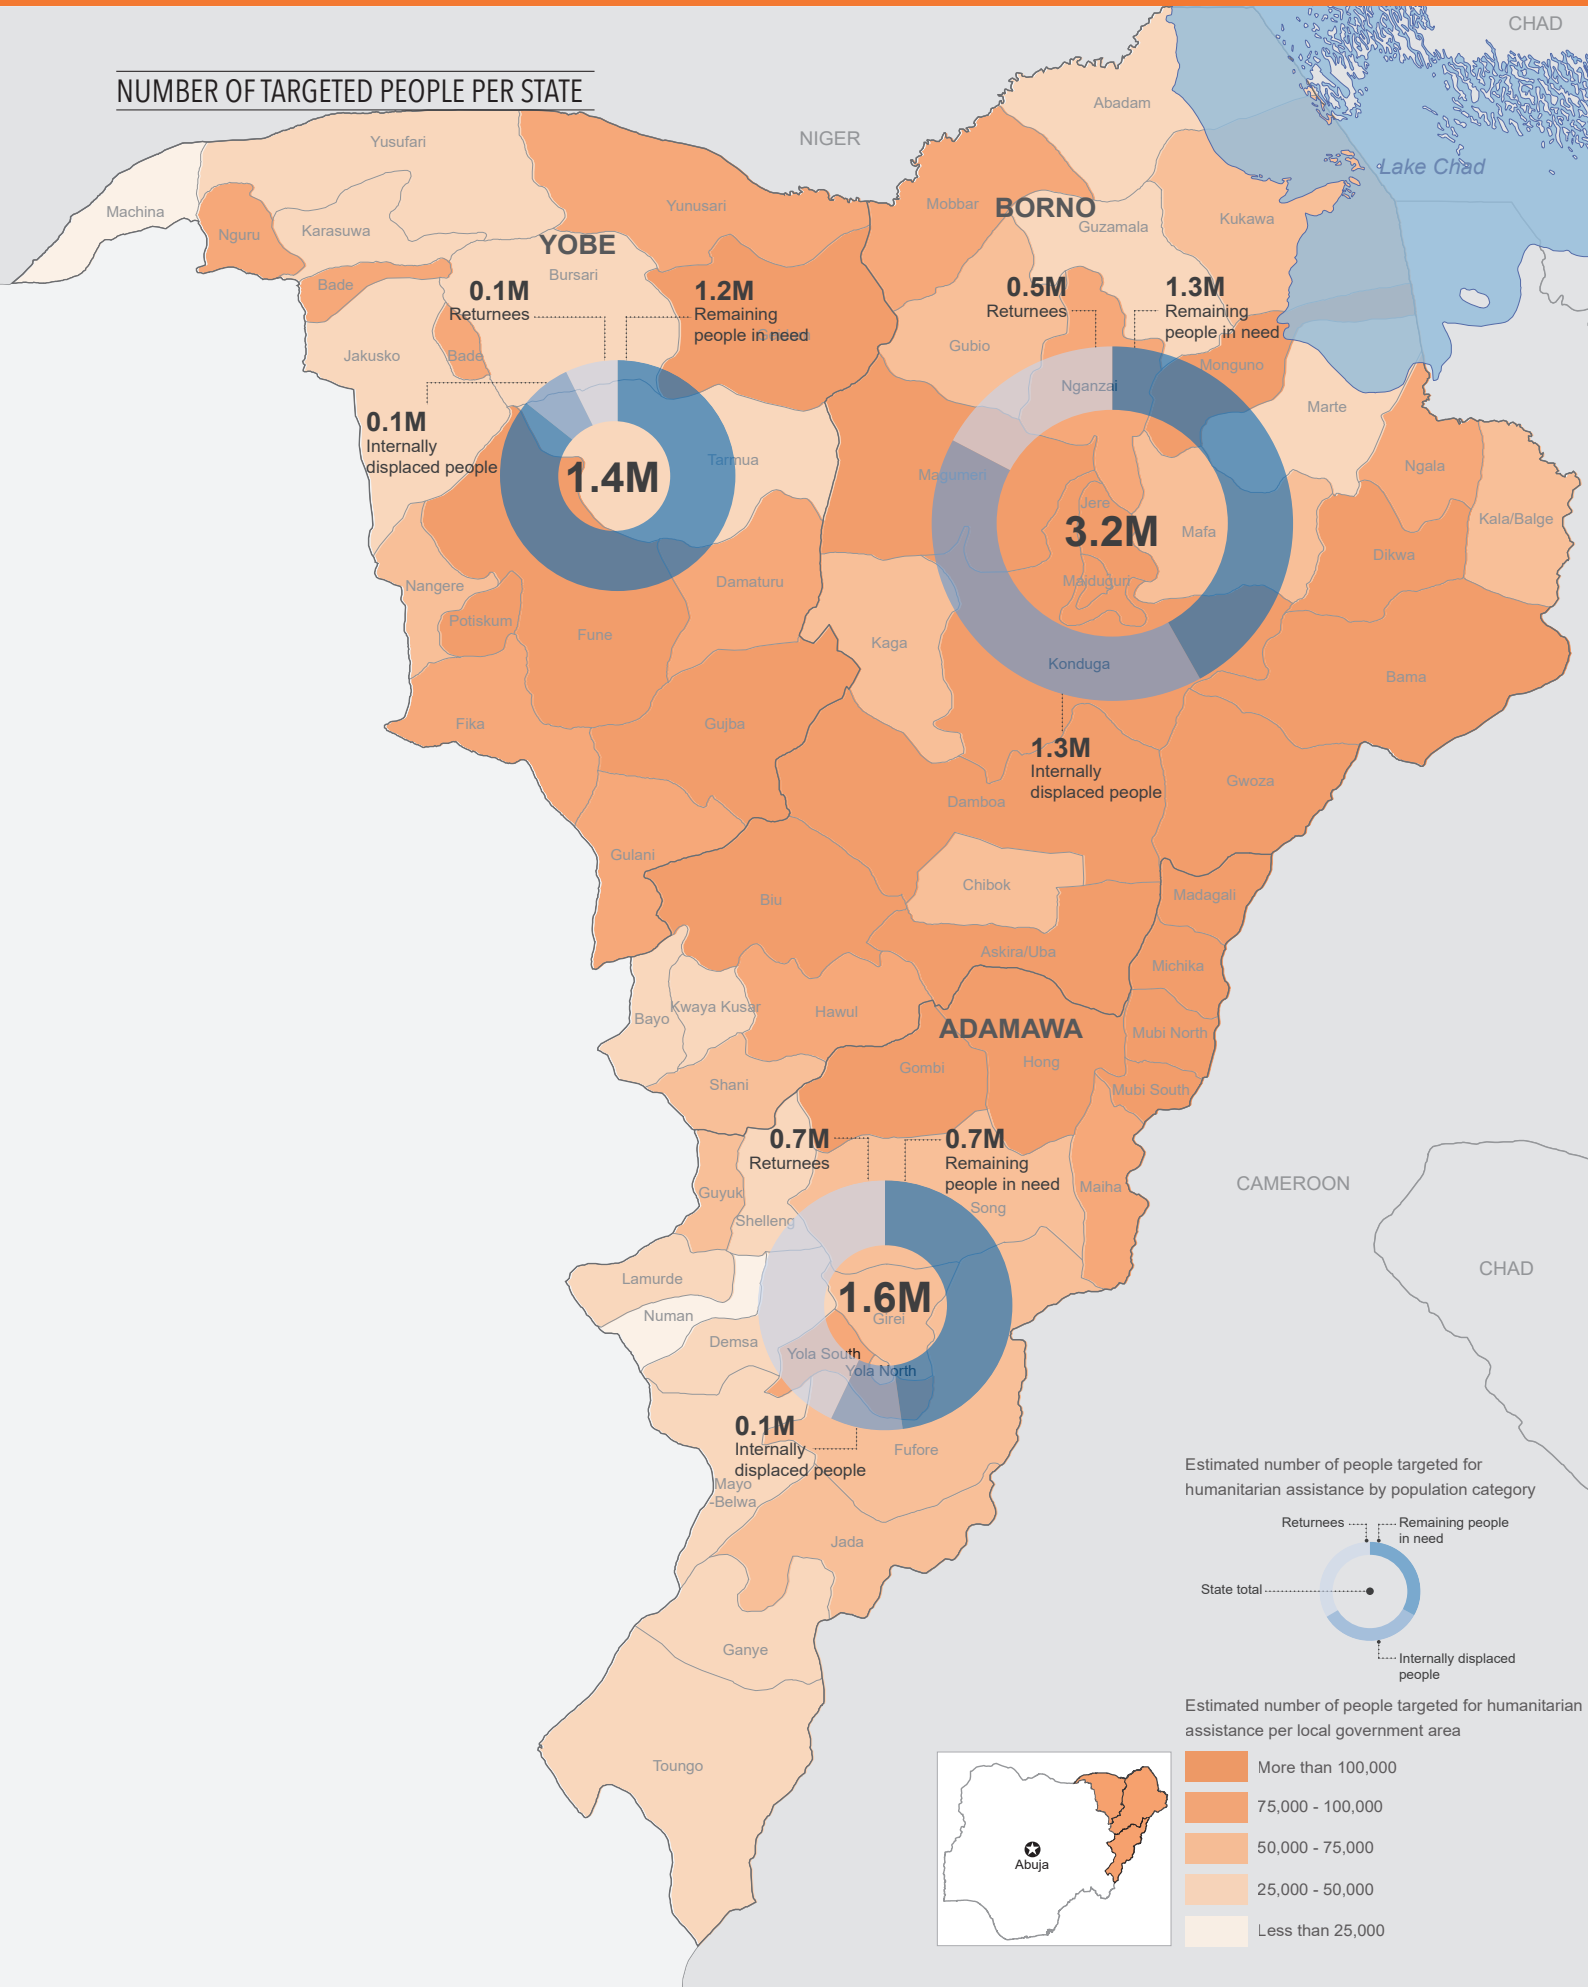 NUMBER OF TARGETED PEOPLE PER STATE
CHAD
NIGER
Lake Chad
Abadam
Yusufari
Machina
Nguru
Karasuwa
Yunusari
Mobbar
BORNO
Guzamala
Kukawa
YOBE
Bursari
Bade
0.1M
Returnees
1.2M
Remaining
people in need
0.5M
Returnees
1.3M
Remaining
people in need
Jakusko
Bade
Gubio
Monguno
Nganzai
Marte
0.1M
Internally
displaced people
1.4M
Tarmua
Magumeri
Jere
3.2M
Mafa
Maiduguri
Ngala
Kala/Balge
Dikwa
Nangere
Damaturu
Potiskum
Fune
Kaga
Konduga
Bama
Fika
Gujba
1.3M
Internally
displaced people
Damboa
Gwoza
Gulani
Biu
Chibok
Madagali
Askira/Uba
Michika
Kwaya Kusar
Bayo
Hawul
ADAMAWA
Mubi North
Gombi
Hong
Shani
Mubi South
0.7M
Returnees
0.7M
Remaining
people in need
Guyuk
Shelleng
Song
Maiha
CAMEROON
CHAD
Lamurde
Numan
Demsa
1.6M
Girei
Yola South
Yola North
0.1M
Internally
displaced people
Fufore
Mayo
-Belwa
Jada
Ganye
Toungo
Estimated number of people targeted for
humanitarian assistance by population category
Returnees
Remaining people
in need
State total
Internally displaced
people
Estimated number of people targeted for humanitarian
assistance per local government area
More than 100,000
75,000 - 100,000
50,000 - 75,000
25,000 - 50,000
Less than 25,000
Abuja